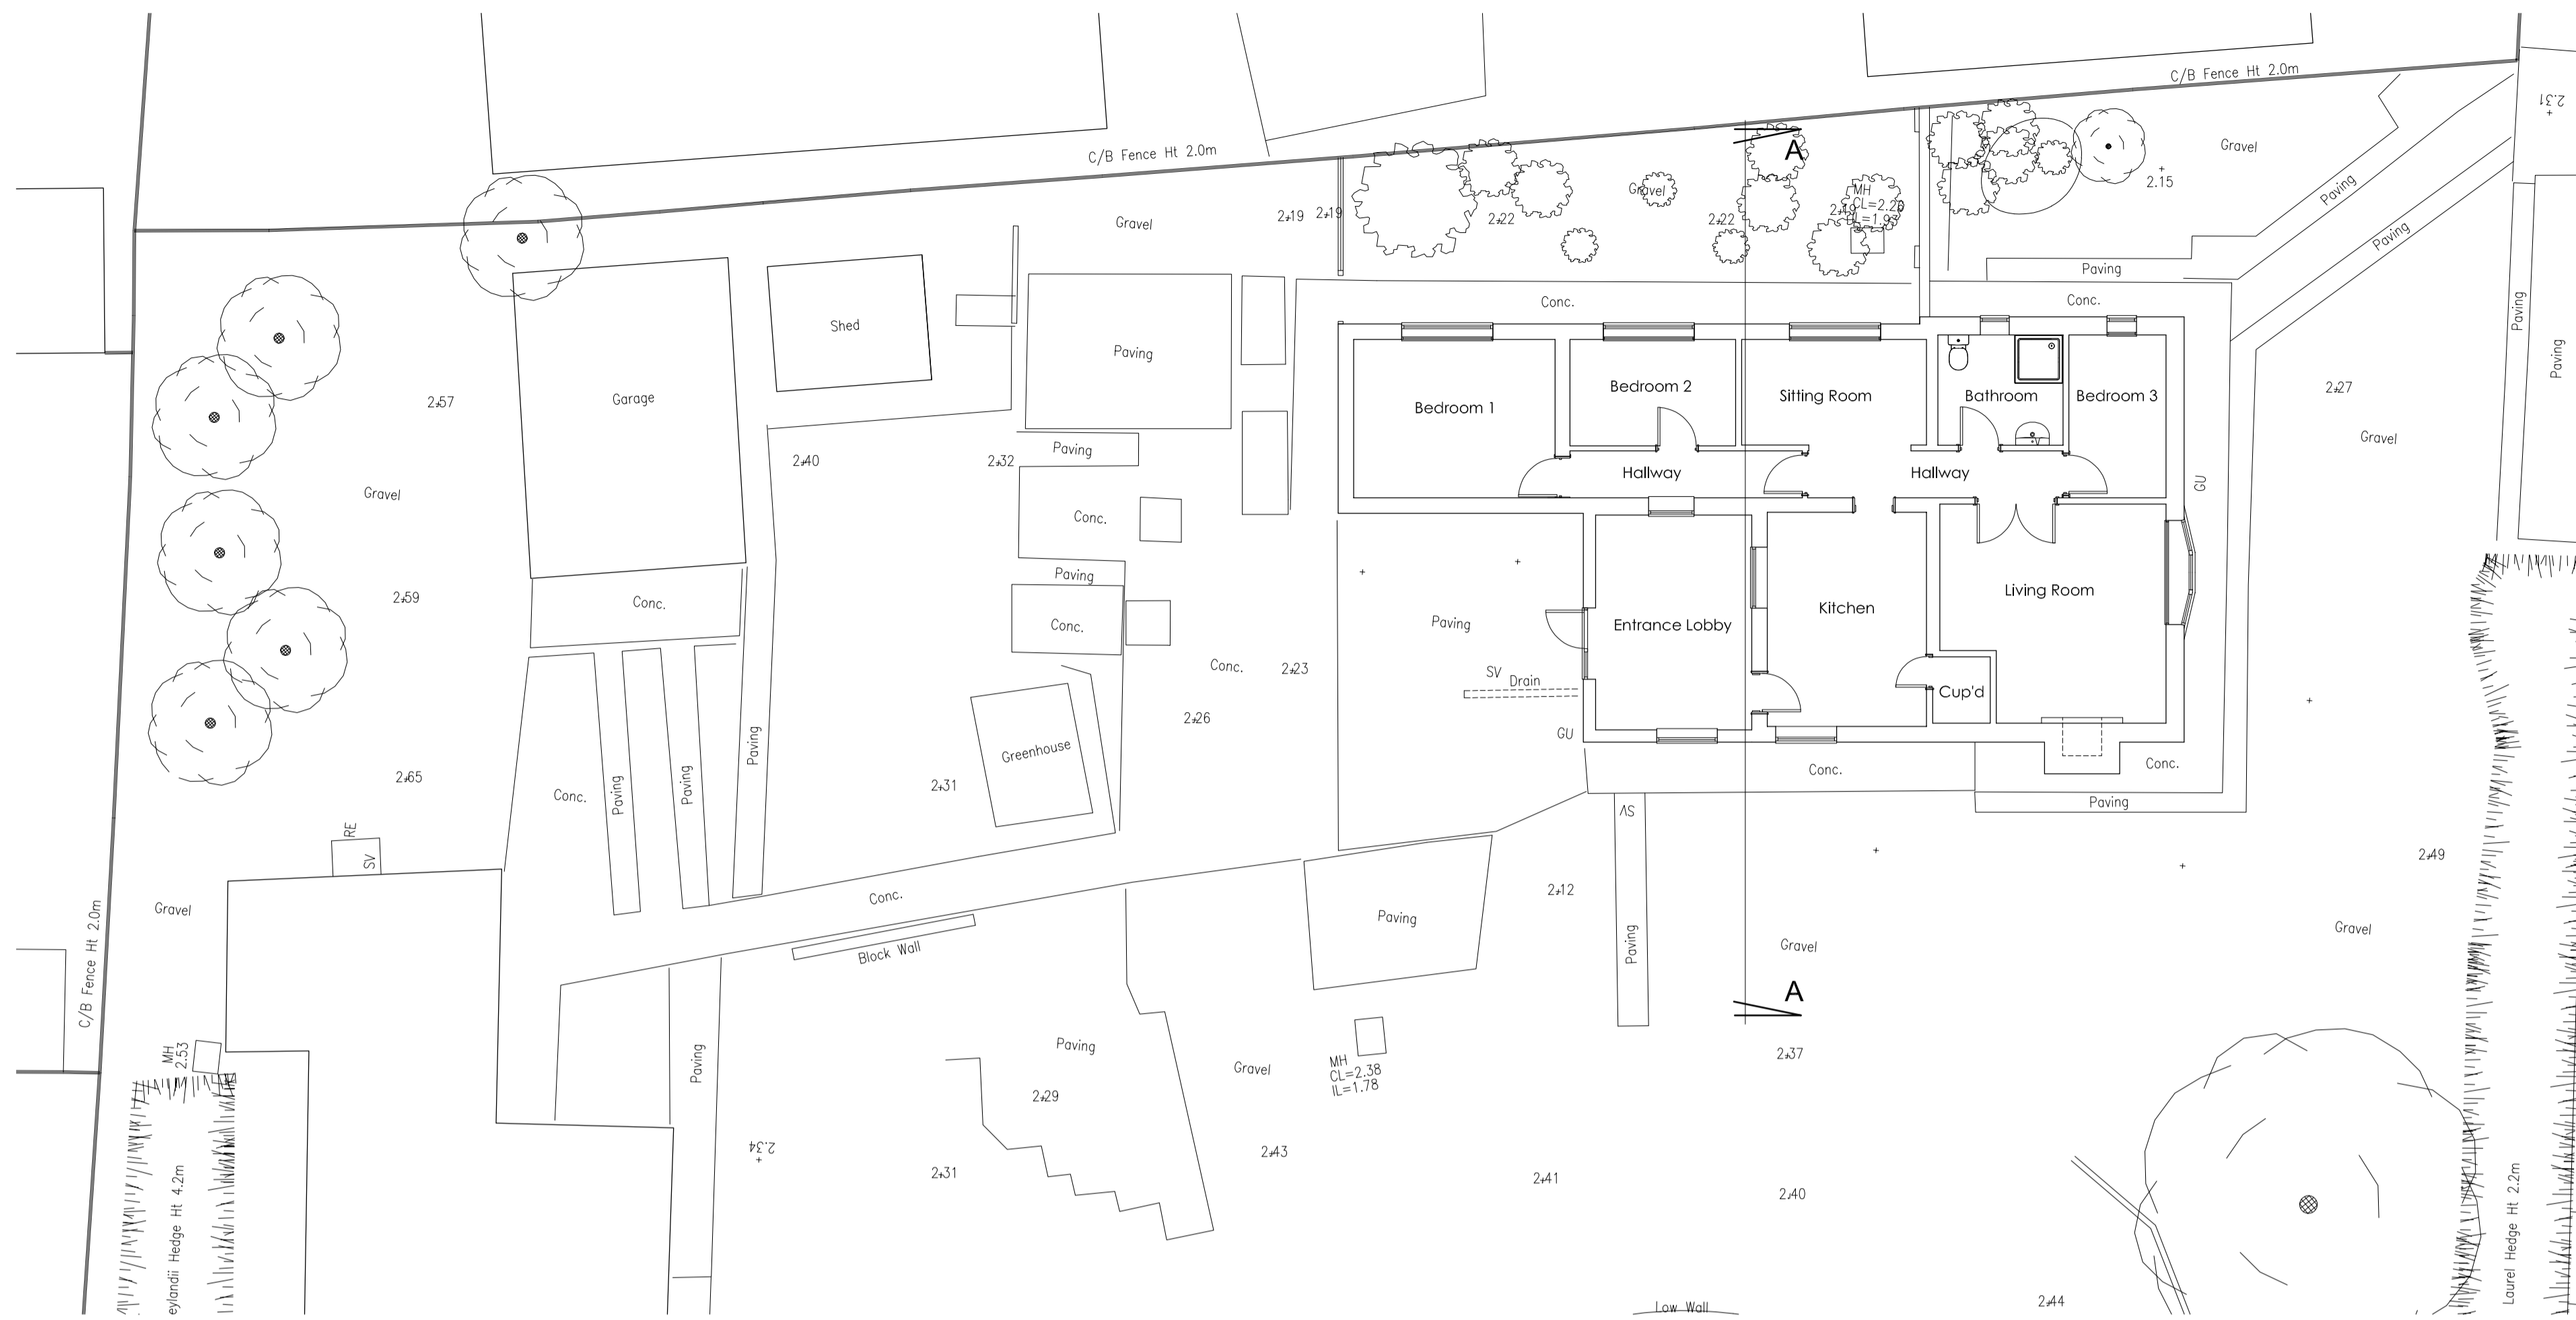 C/B Fence Ht 2.0m
2.31
C/B Fence Ht 2.0m
Gravel
2.15
Paving
Gravel
2.19
2.19
2.22
Gravel
2.22
2.19
MH
CL=2.20
Paving
Paving
Conc.
Conc.
Paving
Paving
A
Shed
Paving
Garage
2.57
Bedroom 1
Bedroom 2
Sitting Room
Bathroom
Bedroom 3
2.27
Gravel
2.40
2.32
Paving
Hallway
Hallway
GU
Gravel
Conc.
Paving
2.59
Conc.
Conc.
Paving
Entrance Lobby
Kitchen
Living Room
Conc.
2.23
SV
Drain
Cup'd
2.26
GU
Paving
Greenhouse
2.65
Conc.
Paving
Paving
2.31
Conc.
Conc.
Paving
SV
RE
SV
2.49
Gravel
Conc.
2.12
Paving
Paving
Gravel
Gravel
Block Wall
C/B Fence Ht 2.0m
A
MH
2.53
Paving
Paving
Gravel
MH
CL=2.38
IL=1.78
2.37
2.29
2.34
2.31
2.43
2.41
2.40
eylandii Hedge Ht 4.2m
Laurel Hedge Ht 2.2m
Low Wall
2.44